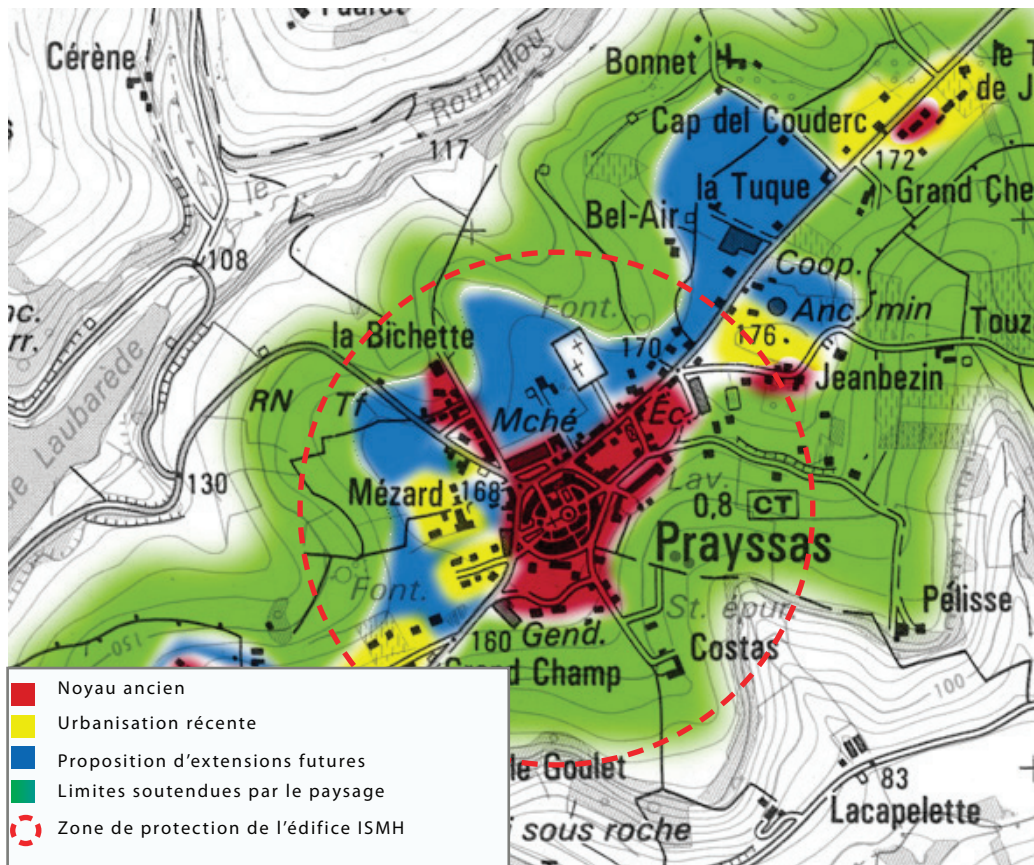 Cérène
Roubillou
le
117
Bonnet
Cap del Couderc
172
la Tuque
Grand Che
Bel-Air
Coop.
108
Font.
Anc. min
Touz
la Bichette
170
176
Jeanbezin
de Laubarède
RN
Tf
Mché
Éc.
130
Mézard
168
Lav.
0,8
CT
Prayssas
Font.
St. épur
Pélisse
150
160
Gend.
Costas
Grand Champ
100
le Goulet
83
Lacapelette
sous roche
Noyau ancien
Urbanisation récente
Proposition d'extensions futures
Limites soutendues par le paysage
Zone de protection de l'édifice ISMH